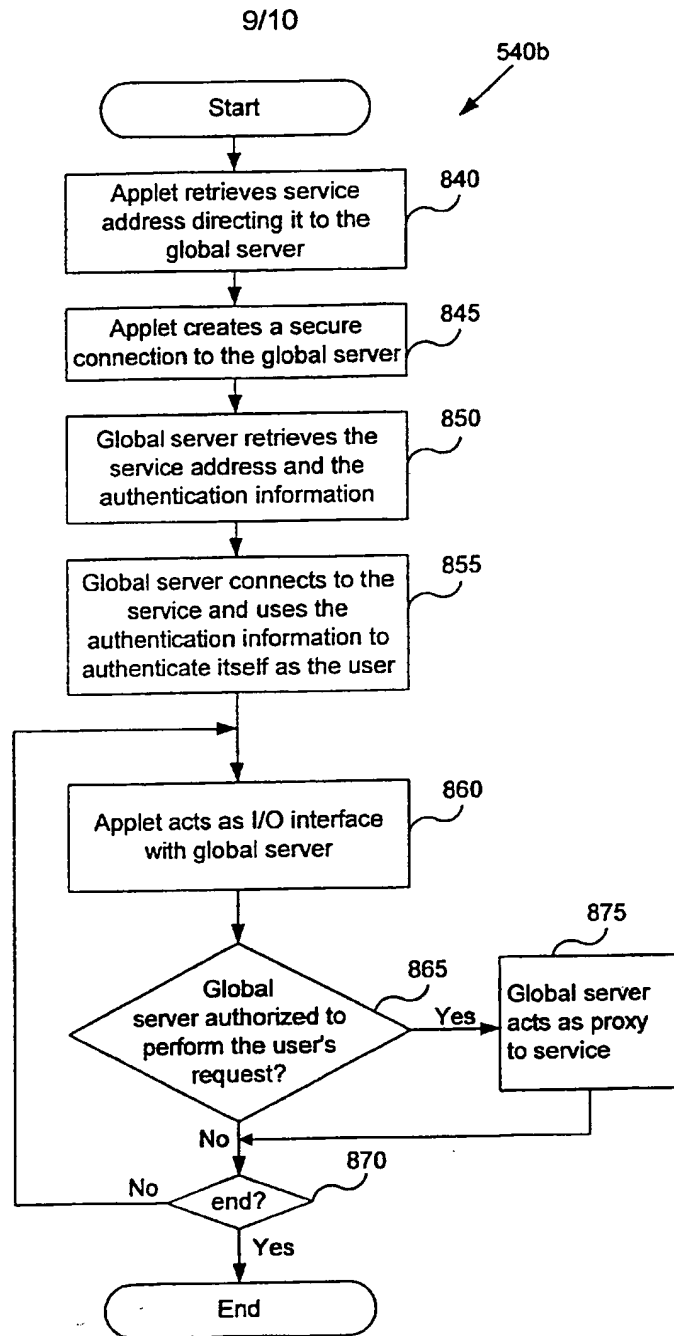 9/10
540b
Start
Applet retrieves service
address directing it to the
global server
840
Applet creates a secure
connection to the global server
845
Global server retrieves the
service address and the
authentication information
850
Global server connects to the
service and uses the
authentication information to
authenticate itself as the user
855
Applet acts as I/O interface
with global server
860
Global
server authorized to
perform the user's
request?
865
Yes
875
Global server
acts as proxy
to service
No
870
end?
No
Yes
End